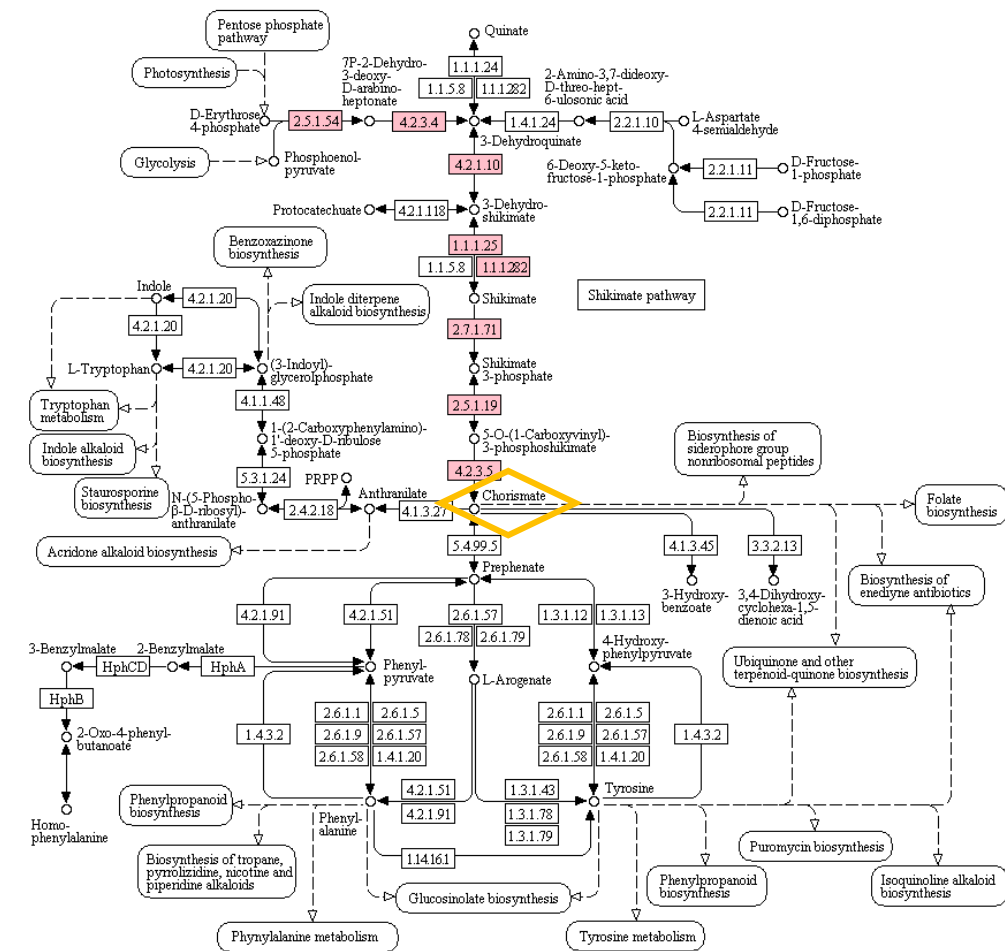 Pentose phosphate
pathway
Quinate
Photosynthesis
7P-2-Dehydro-
3-deoxy-
D-arabino-
heptonate
1.1.1.24
1.1.5.8
1.1.1282
2-Amino-3,7-dideoxy-
D-threo-hept-
6-ulosonic acid
D-Erythrose
4-phosphate
2.5.1.54
4.2.3.4
1.4.1.24
2.2.1.10
L-Aspartate
4-semialdehyde
3-Dehydroquinate
Glycolysis
Phosphoenol-
pyruvate
4.2.1.10
6-Deoxy-5-keto-
fructose-1-phosphate
2.2.1.11
D-Fructose-
1-phosphate
Protocatechuate
4.2.1.118
3-Dehydro-
shikimate
2.2.1.11
D-Fructose-
1,6-diphosphate
Benzoxazinone
biosynthesis
1.1.1.25
1.1.5.8
1.1.1282
Indole
4.2.1.20
Indole diterpene
alkaloid biosynthesis
Shikimate
Shikimate pathway
4.2.1.20
2.7.1.71
L-Tryptophan
4.2.1.20
(3-Indoyl)-
glycerolphosphate
Shikimate
3-phosphate
Tryptophan
metabolism
4.1.1.48
2.5.1.19
Indole alkaloid
biosynthesis
1-(2-Carboxyphenylamino)-
1'-deoxy-D-ribulose
5-phosphate
5-O-(1-Carboxyvinyl)-
3-phosphoshikimate
Biosynthesis of
siderophore group
nonribosomal peptides
Staurosporine
biosynthesis
5.3.1.24
PRPP
4.2.3.5
N-(5-Phospho-
β-D-ribosyl)-
anthranilate
2.4.2.18
Anthranilate
4.1.3.27
Chorismate
Folate
biosynthesis
Acridone alkaloid biosynthesis
5.4.99.5
4.1.3.45
3.3.2.13
Prephenate
3-Hydroxy-
benzoate
3,4-Dihydroxy-
cyclohexa-1,5-
dienoic acid
Biosynthesis of
enediyne antibiotics
4.2.1.91
4.2.1.51
2.6.1.57
1.3.1.12
1.3.1.13
2.6.1.78
2.6.1.79
3-Benzylmalate
2-Benzylmalate
4-Hydroxy-
phenylpyruvate
HphCD
HphA
Phenyl-
pyruvate
L-Arogenate
Ubiquinone and other
terpenoid-quinone biosynthesis
HphB
2-Oxo-4-phenyl-
butanoate
1.4.3.2
2.6.1.1
2.6.1.5
2.6.1.9
2.6.1.57
2.6.1.58
1.4.1.20
2.6.1.1
2.6.1.5
2.6.1.9
2.6.1.57
2.6.1.58
1.4.1.20
1.4.3.2
Homo-
phenylalanine
Phenylpropanoid
biosynthesis
Phenyl-
alanine
4.2.1.51
4.2.1.91
1.3.1.43
1.3.1.78
1.3.1.79
Tyrosine
Biosynthesis of tropane,
pyrrolizidine, nicotine and
piperidine alkaloids
1.14.16.1
Puromycin biosynthesis
Glucosinolate biosynthesis
Phenylpropanoid
biosynthesis
Isoquinoline alkaloid
biosynthesis
Phynylalanine metabolism
Tyrosine metabolism